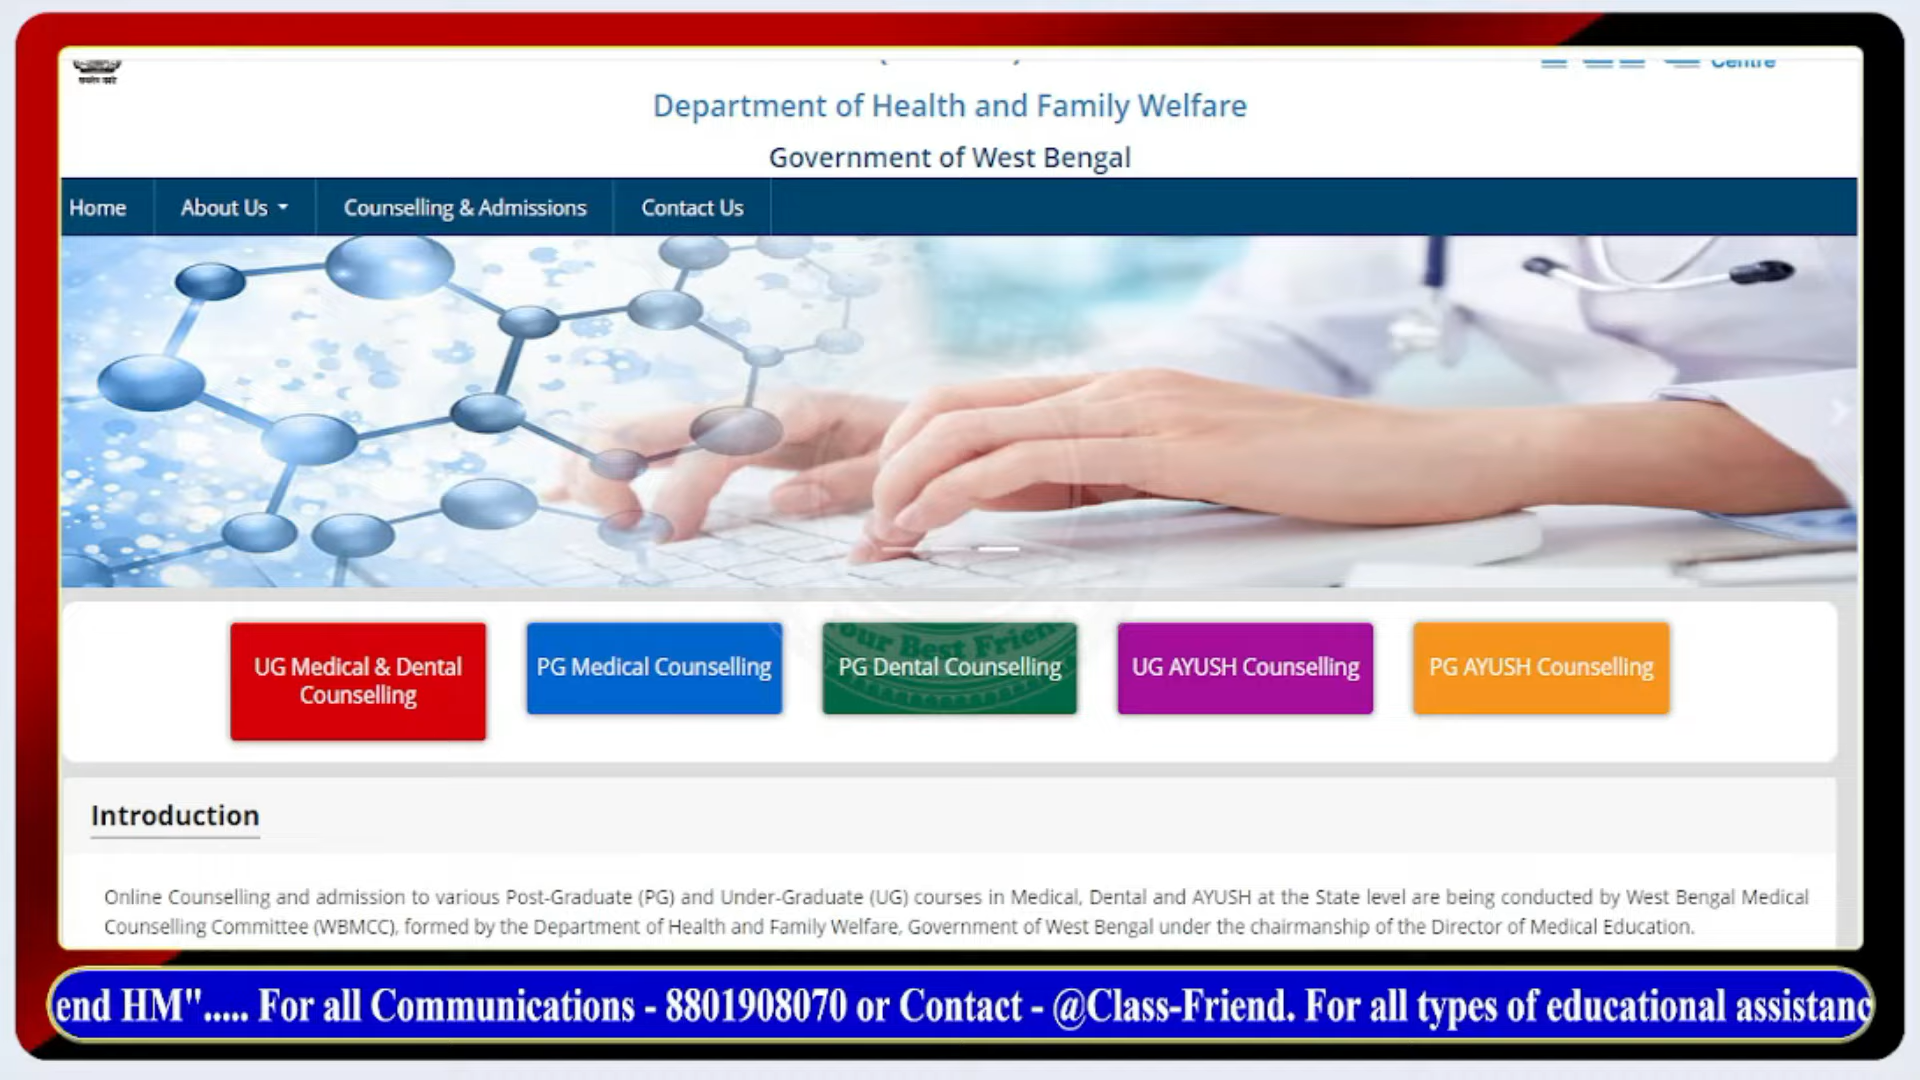 Centre
Department of Health and Family Welfare
Government of West Bengal
Home
About Us
Counselling & Admissions
Contact Us
UG Medical & Dental
Counselling
PG Medical Counselling
PG Dental Counselling
UG AYUSH Counselling
PG AYUSH Counselling
Your Best Friend
Introduction
Online Counselling and admission to various Post-Graduate (PG) and Under-Graduate (UG) courses in Medical, Dental and AYUSH at the State level are being conducted by West Bengal Medical
Counselling Committee (WBMCC), formed by the Department of Health and Family Welfare, Government of West Bengal under the chairmanship of the Director of Medical Education.
end HM"..... For all Communications - 8801908070 or Contact - @Class-Friend. For all types of educational assistanc